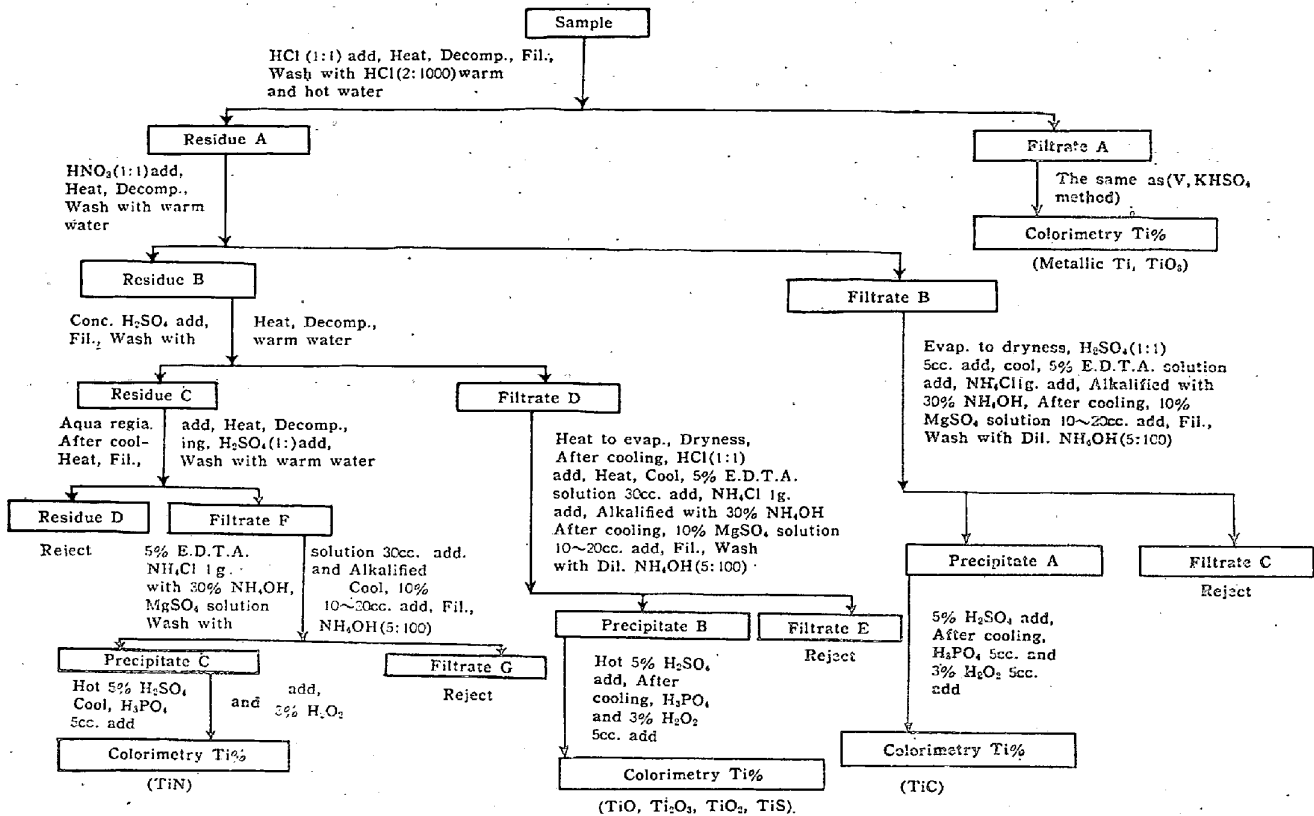 Sample
HCl (1:1) add, Heat, Decomp., Fil.,
Wash with HCl(2:1000)warm
and hot water
Residue A
Filtrate A
HNO₃(1:1)add,
Heat, Decomp.,
Wash with warm
water
The same as(V, KHSO₄
method)
Colorimetry Ti%
(Metallic Ti, TiO₃)
Residue B
Filtrate B
Conc. H₂SO₄ add, Heat, Decomp.,
Fil., Wash with warm water
Evap. to dryness, H₂SO₄(1:1)
5cc. add, cool, 5% E.D.T.A. solution
add, NH₄Cl1g. add, Alkalified with
30% NH₄OH, After cooling, 10%
MgSO₄ solution 10~20cc. add, Fil.,
Wash with Dil. NH₄OH(5:100)
Residue C
Filtrate D
Aqua regia. add, Heat, Decomp.,
After cool- ing, H₂SO₄(1:)add,
Heat, Fil., Wash with warm water
Heat to evap., Dryness,
After cooling, HCl(1:1)
add, Heat, Cool, 5% E.D.T.A.
solution 30cc. add, NH₄Cl 1g.
add, Alkalified with 30% NH₄OH
After cooling, 10% MgSO₄ solution
10~20cc. add, Fil., Wash
with Dil. NH₄OH(5:100)
Residue D
Filtrate F
Reject
5% E.D.T.A. solution 30cc. add.
NH₄Cl 1g. and Alkalified
with 30% NH₄OH, Cool, 10%
MgSO₄ solution 10~20cc. add, Fil.,
Wash with NH₄OH(5:100)
Precipitate A
Filtrate C
Reject
Precipitate B
Filtrate E
Reject
5% H₂SO₄ add,
After cooling,
H₃PO₄ 5cc. and
3% H₂O₂ 5cc.
add
Precipitate C
Filtrate G
Reject
Hot 5% H₂SO₄ add,
Cool, H₃PO₄ and 3% H₂O₂
5cc. add
Hot 5% H₂SO₄
add, After
cooling, H₃PO₄
and 3% H₂O₂
5cc. add
Colorimetry Ti%
(TiN)
Colorimetry Ti%
(TiO, Ti₂O₃, TiO₂, TiS).
Colorimetry Ti%
(TiC)